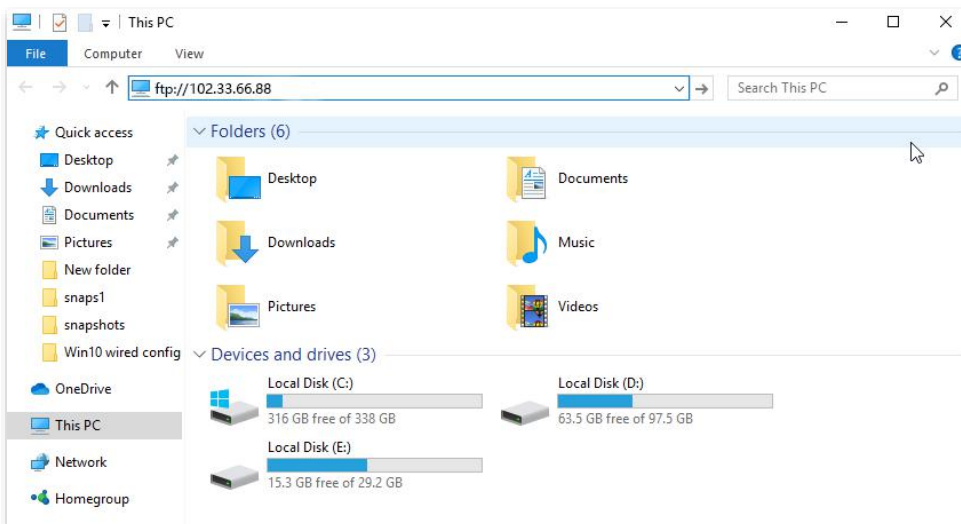 This PC
File Computer View
ftp://102.33.66.88
Search This PC
Quick access
Desktop
Downloads
Documents
Pictures
New folder
snaps1
snapshots
Win10 wired config
OneDrive
This PC
Network
Homegroup
Folders (6)
Desktop Documents
Downloads Music
Pictures Videos
Devices and drives (3)
Local Disk (C:) Local Disk (D:)
316 GB free of 338 GB 63.5 GB free of 97.5 GB
Local Disk (E:)
15.3 GB free of 29.2 GB